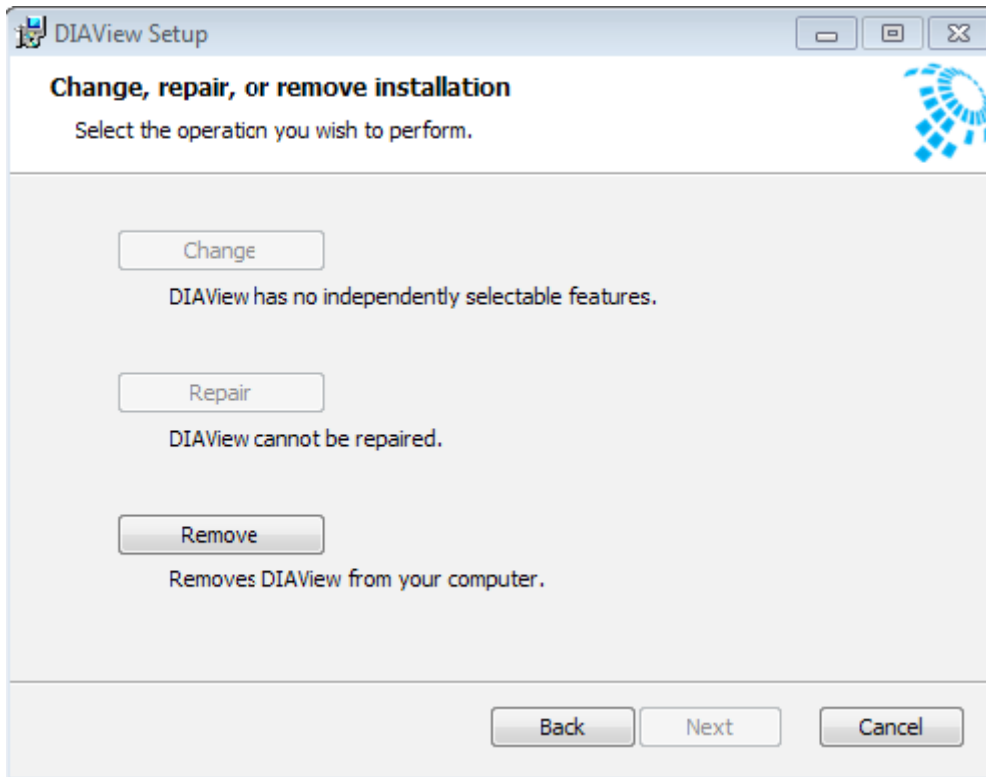 DIAView Setup
Change, repair, or remove installation
Select the operation you wish to perform.
Change
DIAView has no independently selectable features.
Repair
DIAView cannot be repaired.
Remove
Removes DIAView from your computer.
Back Next Cancel